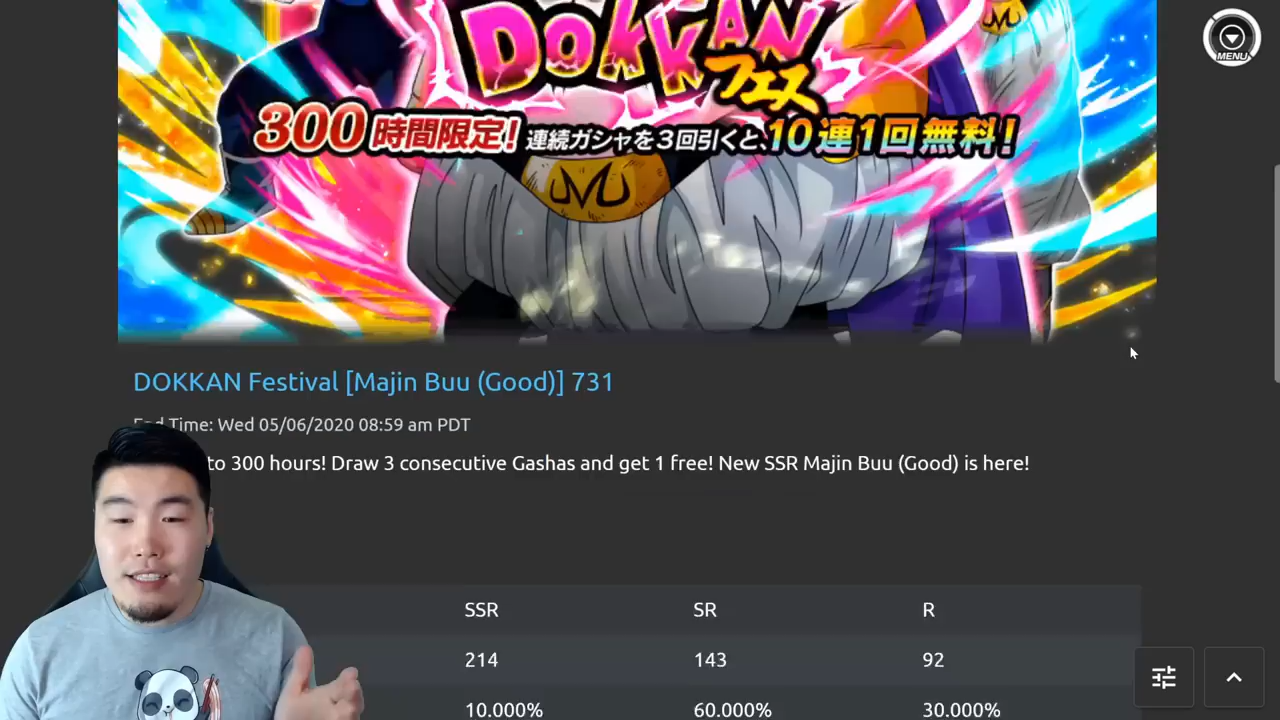 DOKKAN
フェス
MENU
300時間限定! 連続ガシャを3回引くと、10連1回無料!
DOKKAN Festival [Majin Buu (Good)] 731
End Time: Wed 05/06/2020 08:59 am PDT
to 300 hours! Draw 3 consecutive Gashas and get 1 free! New SSR Majin Buu (Good) is here!
SSR SR R
214 143 92
10.000% 60.000% 30.000%